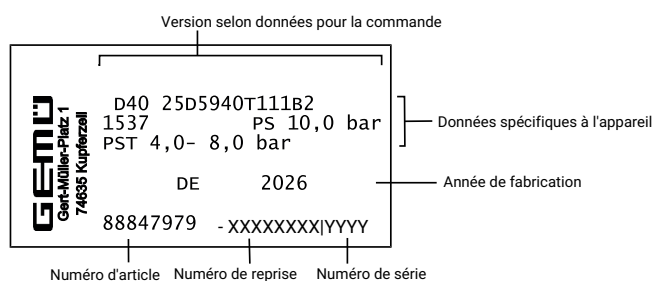 Version selon données pour la commande
GEMÜ
Gert-Müller-Platz 1
74635 Kupferzell
D40 25D5940T111B2
1537 PS 10,0 bar
PST 4,0- 8,0 bar
Données spécifiques à l'appareil
DE 2026
Année de fabrication
88847979 -XXXXXXXX|YYYY
Numéro d'article Numéro de reprise Numéro de série